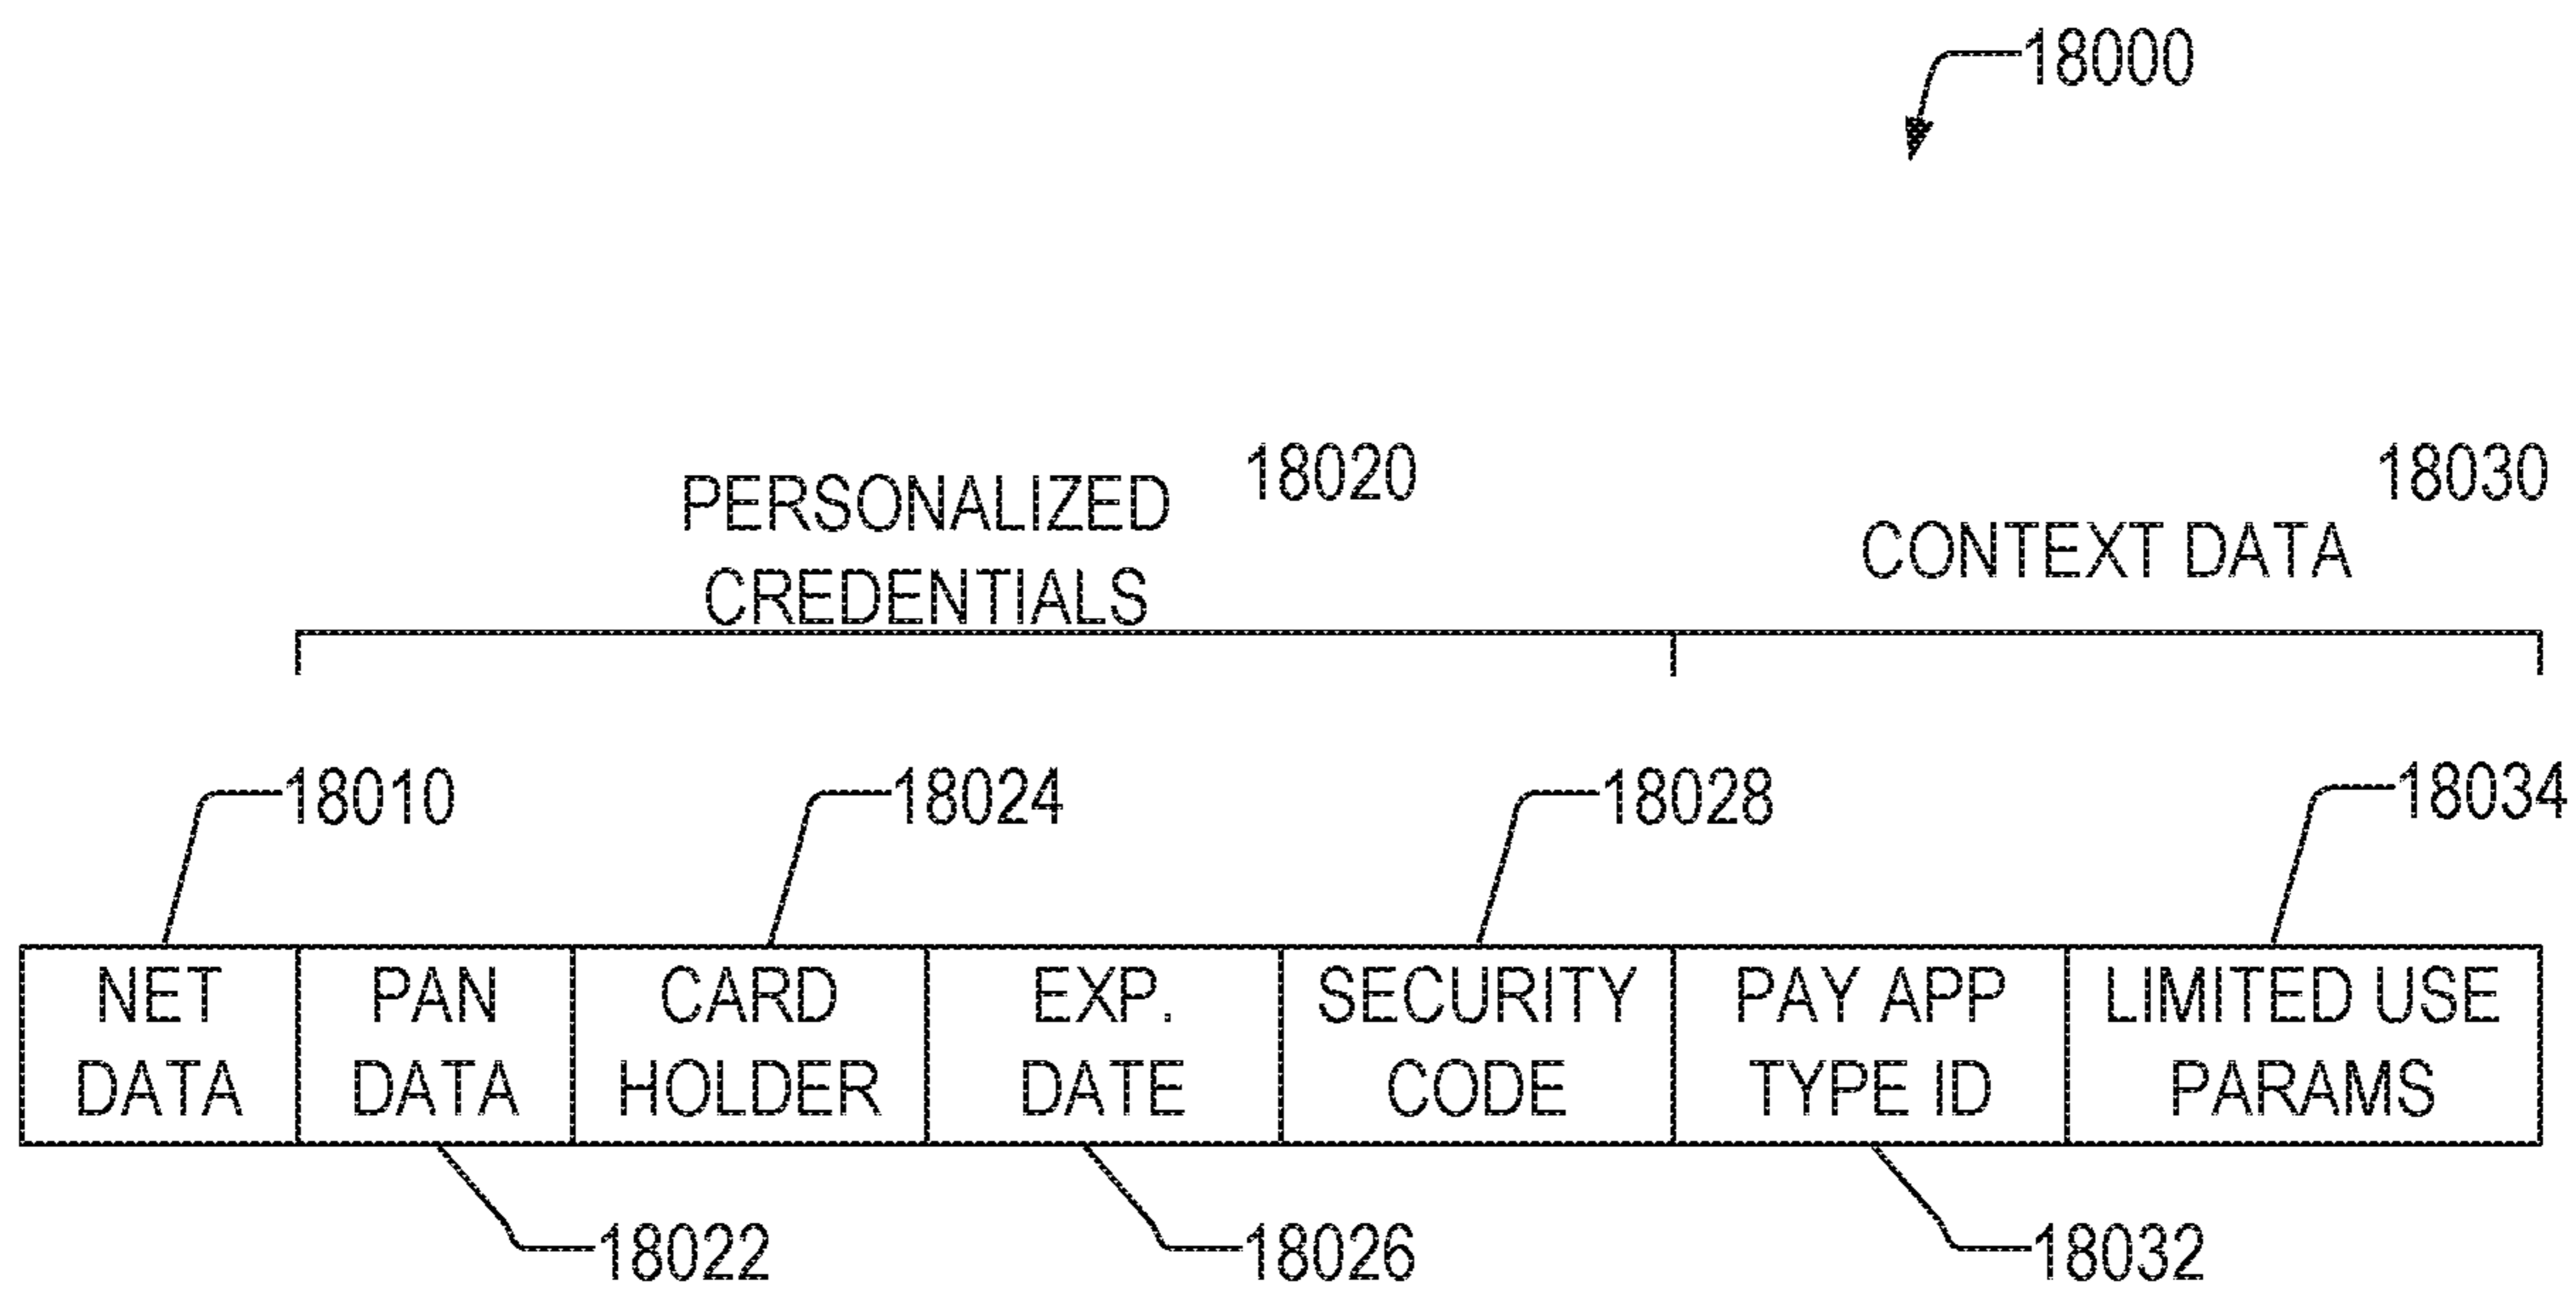 18000
18020
PERSONALIZED
CREDENTIALS
18030
CONTEXT DATA
18010
18024
18028
18034
NET
DATA
PAN
DATA
CARD
HOLDER
EXP.
DATE
SECURITY
CODE
PAY APP
TYPE ID
LIMITED USE
PARAMS
18022
18026
18032